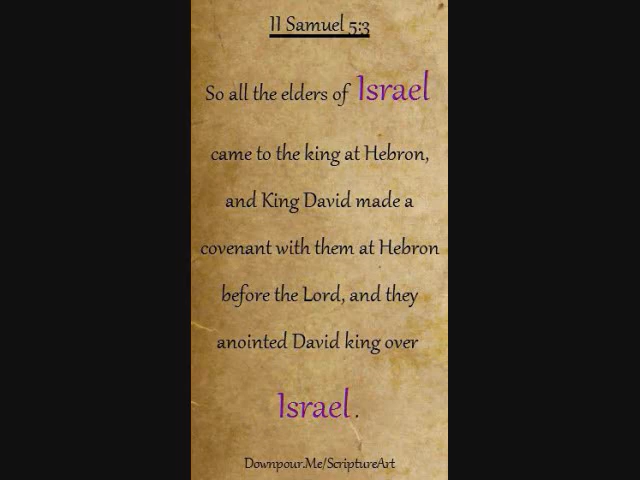 II Samuel 5:3
So all the elders of Israel
came to the king at Hebron,
and King David made a
covenant with them at Hebron
before the Lord, and they
anointed David king over
Israel.
Downpour.Me/ScriptureArt